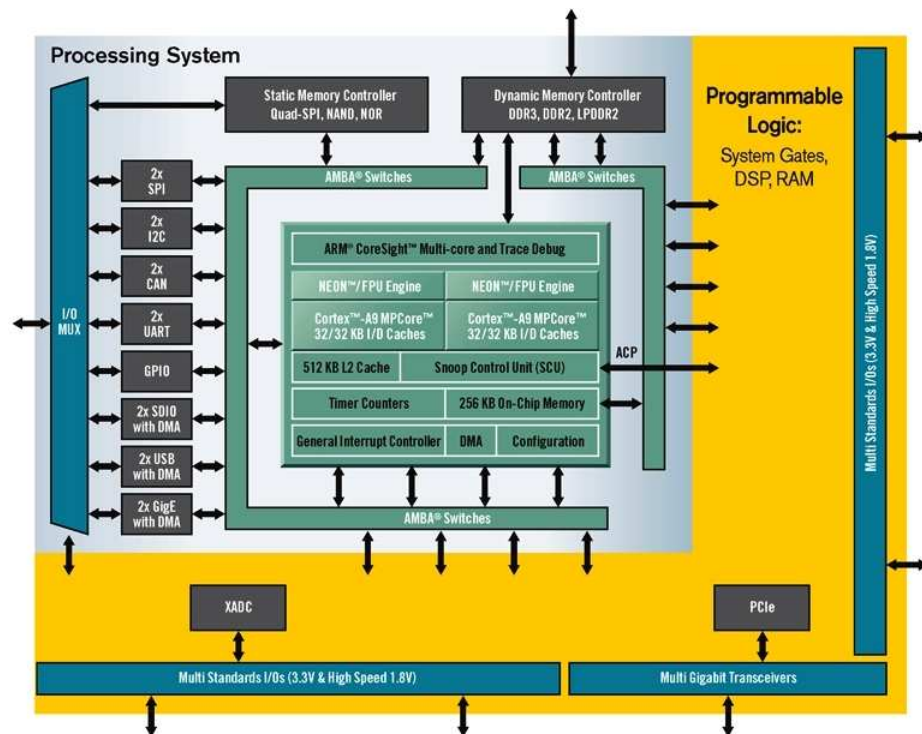 Processing System
Static Memory Controller
Quad-SPI, NAND, NOR
Dynamic Memory Controller
DDR3, DDR2, LPDDR2
Programmable
Logic:
System Gates,
DSP, RAM
AMBA® Switches
AMBA® Switches
2x
SPI
2x
I2C
2x
CAN
2x
UART
GPIO
2x SDIO
with DMA
2x USB
with DMA
2x GigE
with DMA
I/O
MUX
ARM® CoreSight™ Multi-core and Trace Debug
NEON™/FPU Engine
NEON™/FPU Engine
Cortex™-A9 MPCore™
32/32 KB I/D Caches
Cortex™-A9 MPCore™
32/32 KB I/D Caches
512 KB L2 Cache
Snoop Control Unit (SCU)
ACP
Timer Counters
256 KB On-Chip Memory
General Interrupt Controller
DMA
Configuration
AMBA® Switches
Multi Standards I/Os (3.3V & High Speed 1.8V)
XADC
PCIe
Multi Standards I/Os (3.3V & High Speed 1.8V)
Multi Gigabit Transceivers